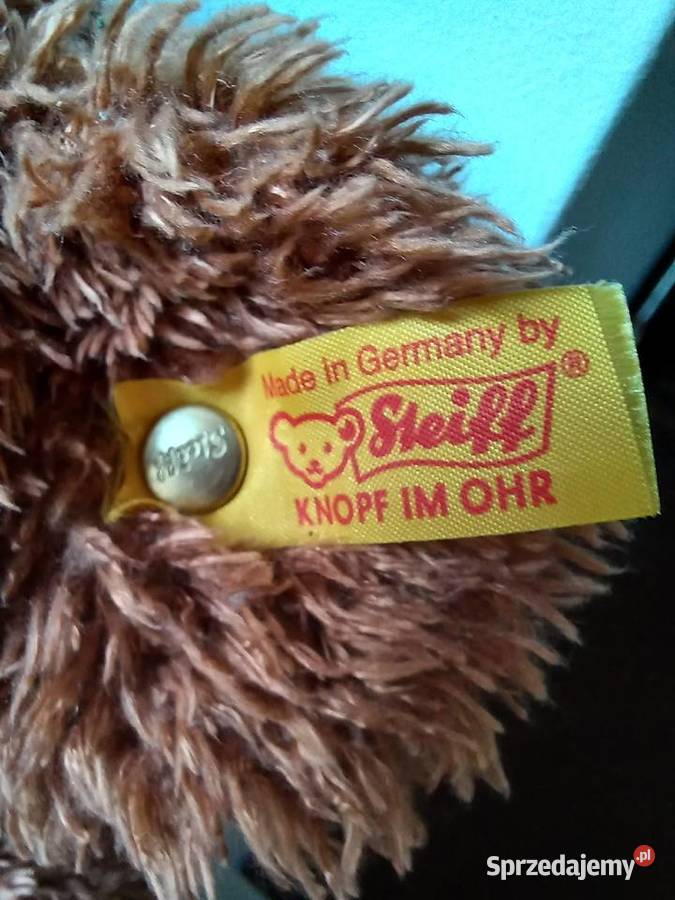 Made in Germany by
Steiff®
KNOPF IM OHR
Steiff
Sprzedajemy.pl